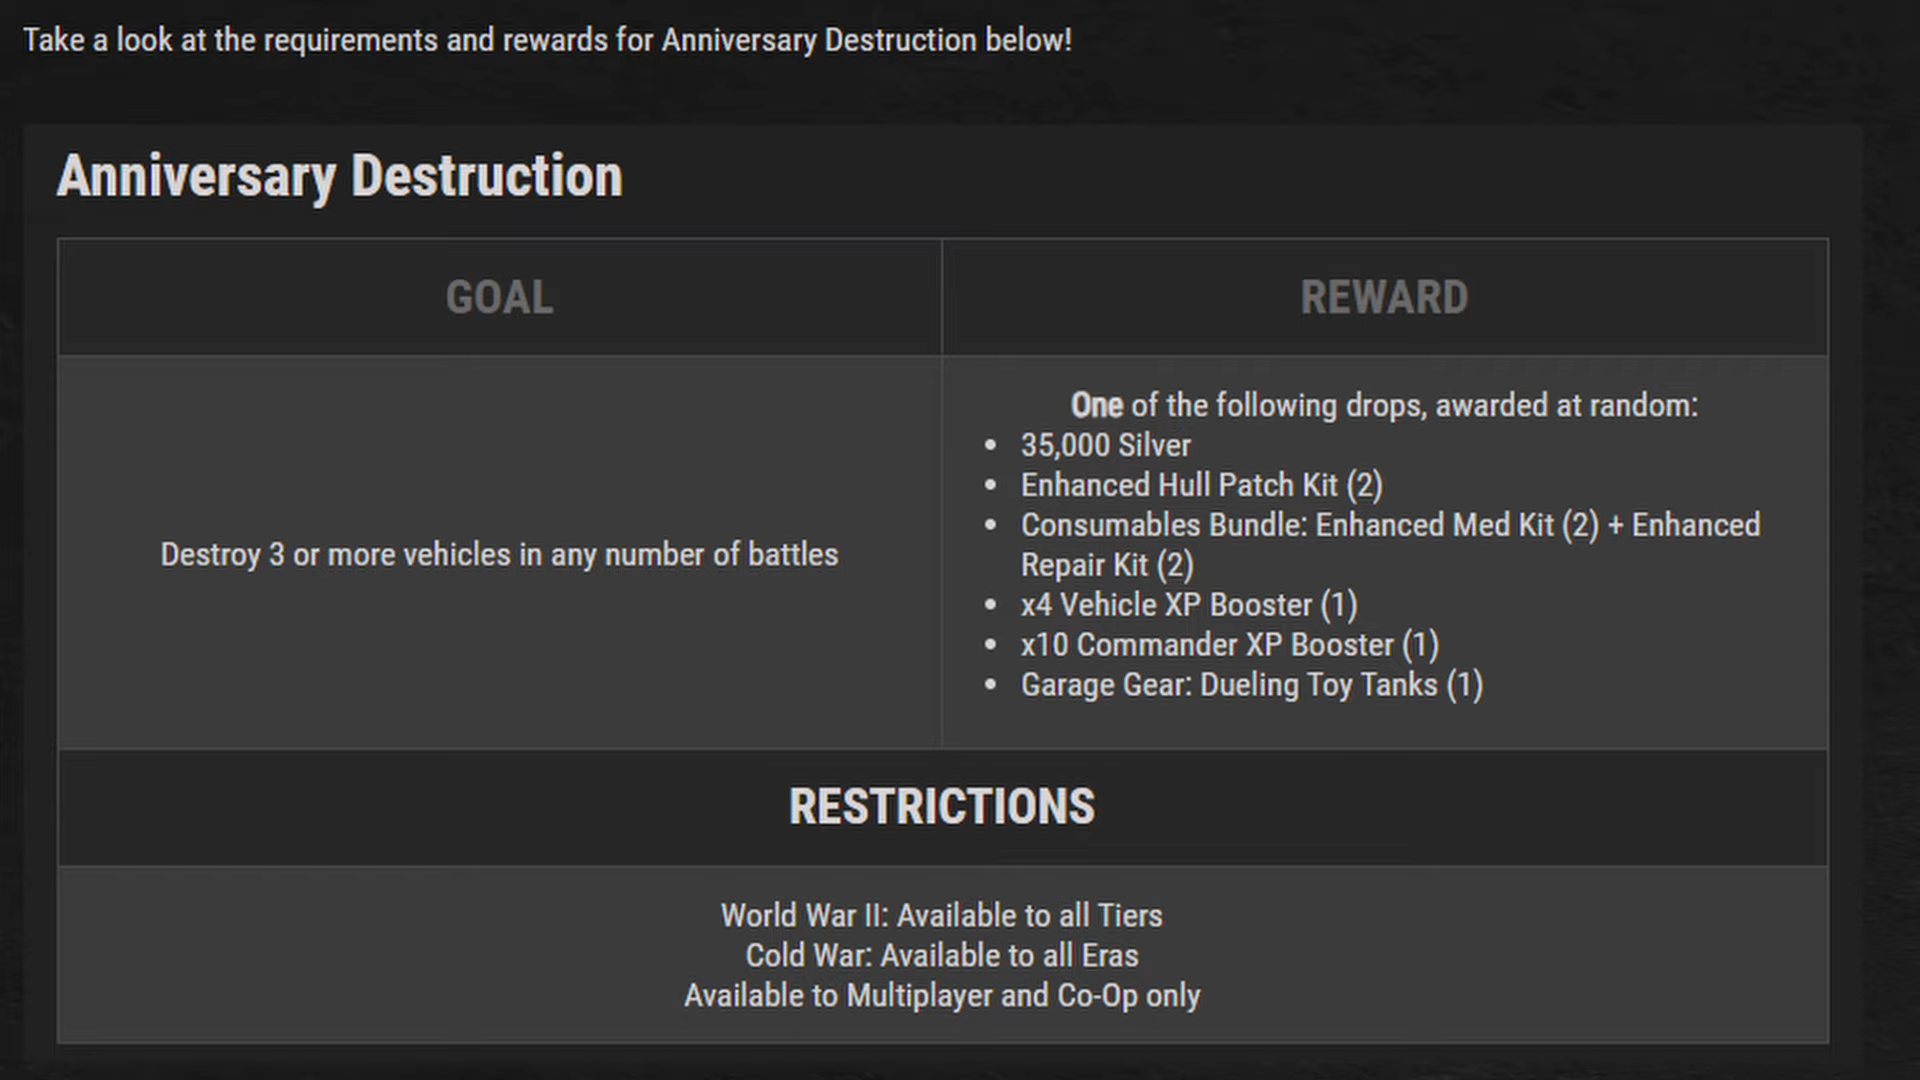 Take a look at the requirements and rewards for Anniversary Destruction below!
Anniversary Destruction
GOAL
REWARD
Destroy 3 or more vehicles in any number of battles
One of the following drops, awarded at random:
• 35,000 Silver
• Enhanced Hull Patch Kit (2)
• Consumables Bundle: Enhanced Med Kit (2) + Enhanced
Repair Kit (2)
• x4 Vehicle XP Booster (1)
• x10 Commander XP Booster (1)
• Garage Gear: Dueling Toy Tanks (1)
RESTRICTIONS
World War II: Available to all Tiers
Cold War: Available to all Eras
Available to Multiplayer and Co-Op only